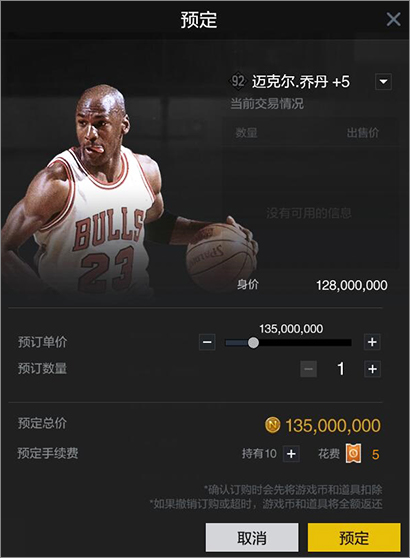 预定
92 迈克尔.乔丹 +5
当前交易情况
数量 出售价
没有可用的信息
BULLS
23
身价 128,000,000
135,000,000
预订单价
预订数量 1
预定总价 N 135,000,000
预定手续费 持有10 花费 5
*确认订购时会先将游戏币和道具扣除
*如果撤销订购或超时，游戏币和道具将全额返还
取消 预定